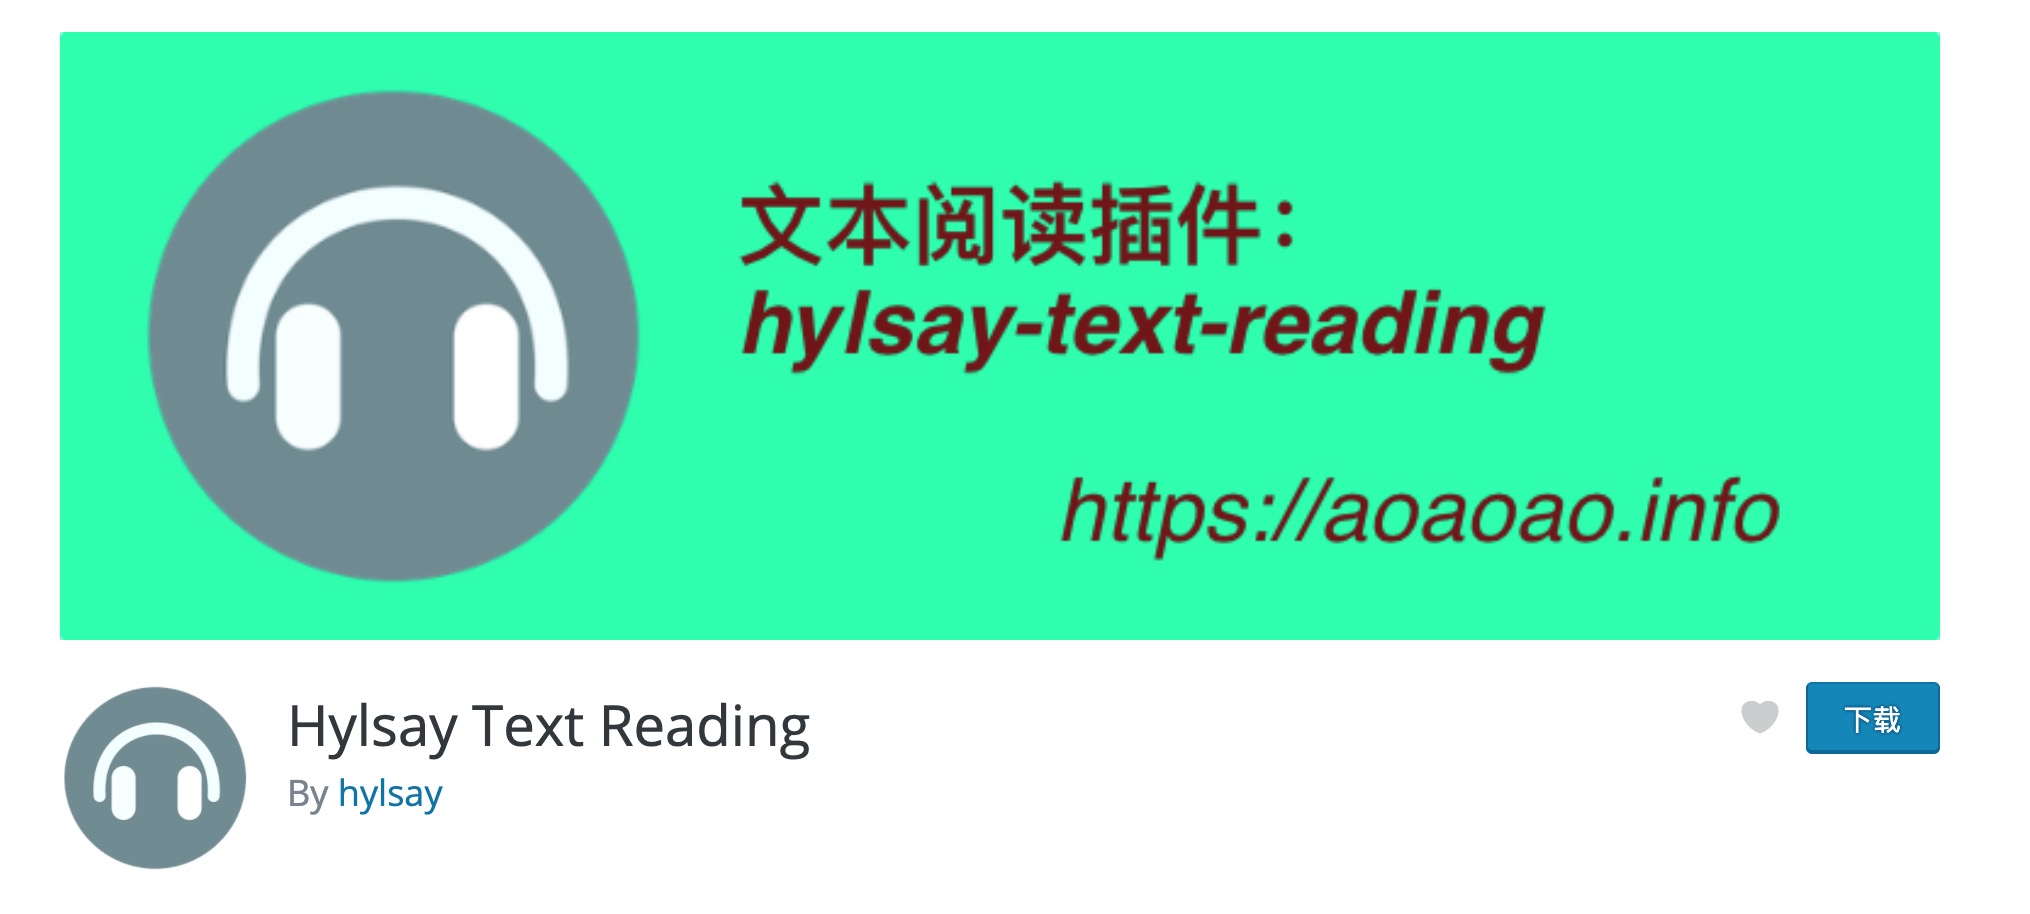 文本阅读插件：
hylsay-text-reading
https://aoaoao.info
Hylsay Text Reading
下载
By hylsay